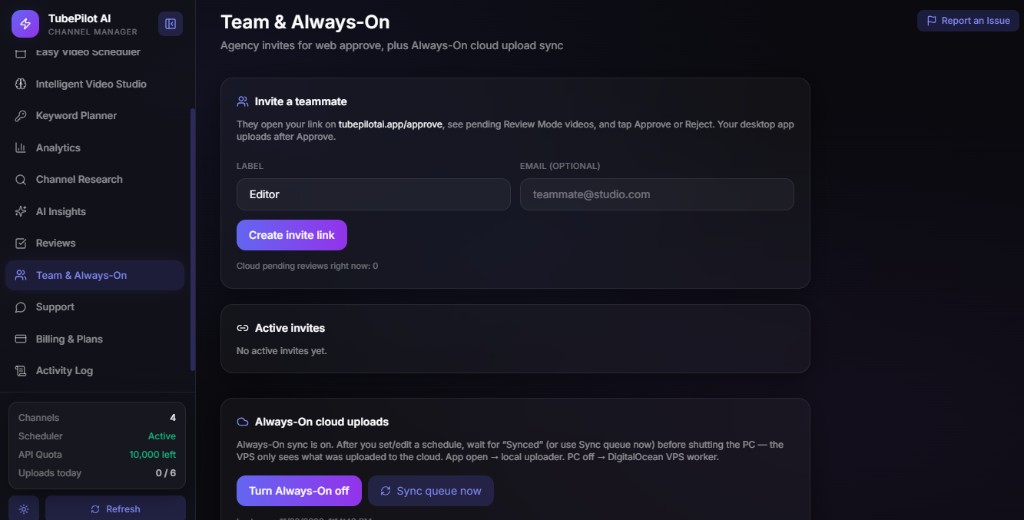 TubePilot AI
CHANNEL MANAGER
Easy Video Scheduler
Intelligent Video Studio
Keyword Planner
Analytics
Channel Research
AI Insights
Reviews
Team & Always-On
Support
Billing & Plans
Activity Log
Channels 4
Scheduler Active
API Quota 10,000 left
Uploads today 0 / 6
Refresh
Team & Always-On
Agency invites for web approve, plus Always-On cloud upload sync
Report an Issue
Invite a teammate
They open your link on tubepilotai.app/approve, see pending Review Mode videos, and tap Approve or Reject. Your desktop app
uploads after Approve.
LABEL EMAIL (OPTIONAL)
Editor teammate@studio.com
Create invite link
Cloud pending reviews right now: 0
Active invites
No active invites yet.
Always-On cloud uploads
Always-On sync is on. After you set/edit a schedule, wait for "Synced" (or use Sync queue now) before shutting the PC — the
VPS only sees what was uploaded to the cloud. App open → local uploader. PC off → DigitalOcean VPS worker.
Turn Always-On off Sync queue now